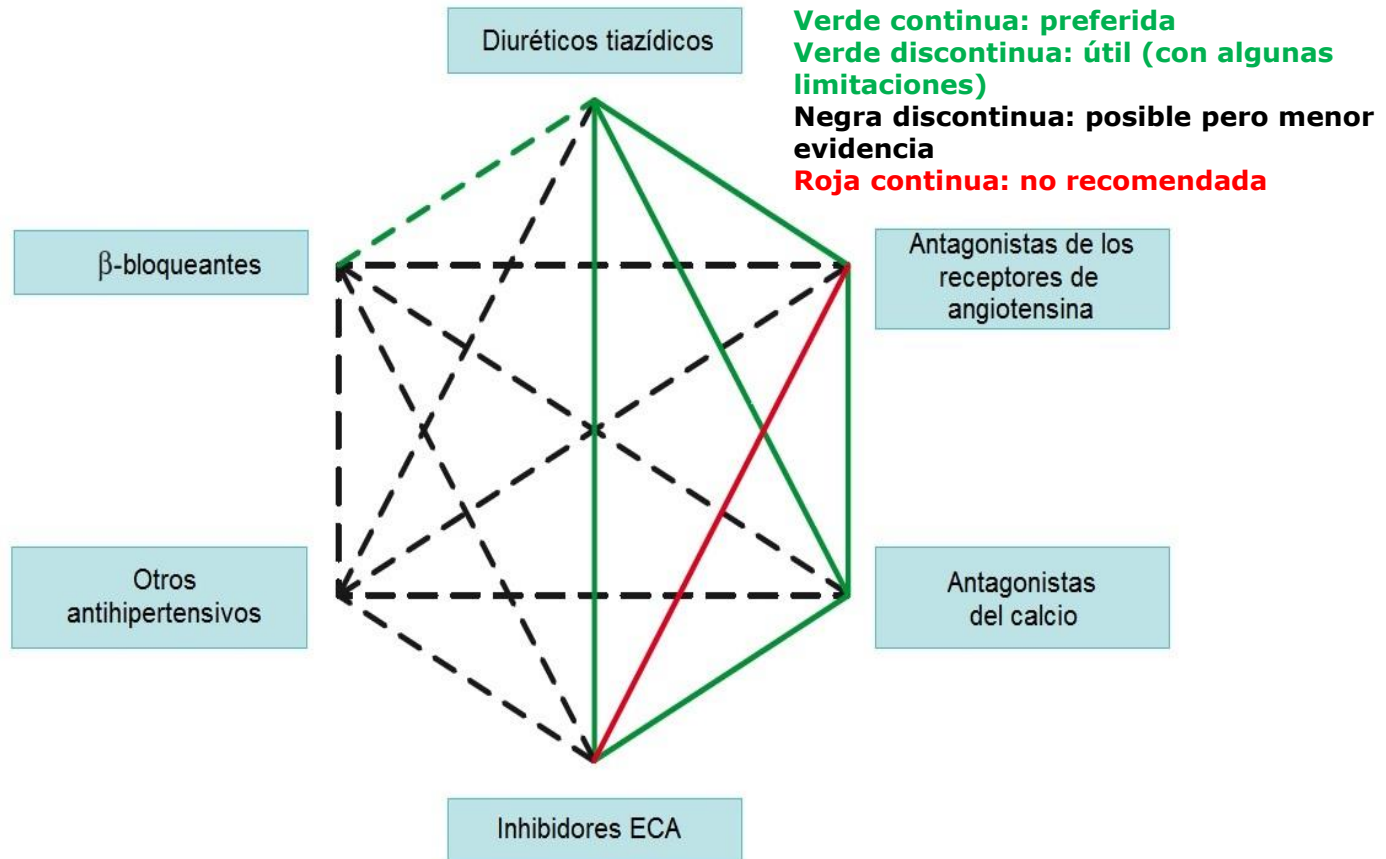 Diuréticos tiazídicos
Verde continua: preferida
Verde discontinua: útil (con algunas
limitaciones)
Negra discontinua: posible pero menor
evidencia
Roja continua: no recomendada
β-bloqueantes
Antagonistas de los
receptores de
angiotensina
Otros
antihipertensivos
Antagonistas
del calcio
Inhibidores ECA